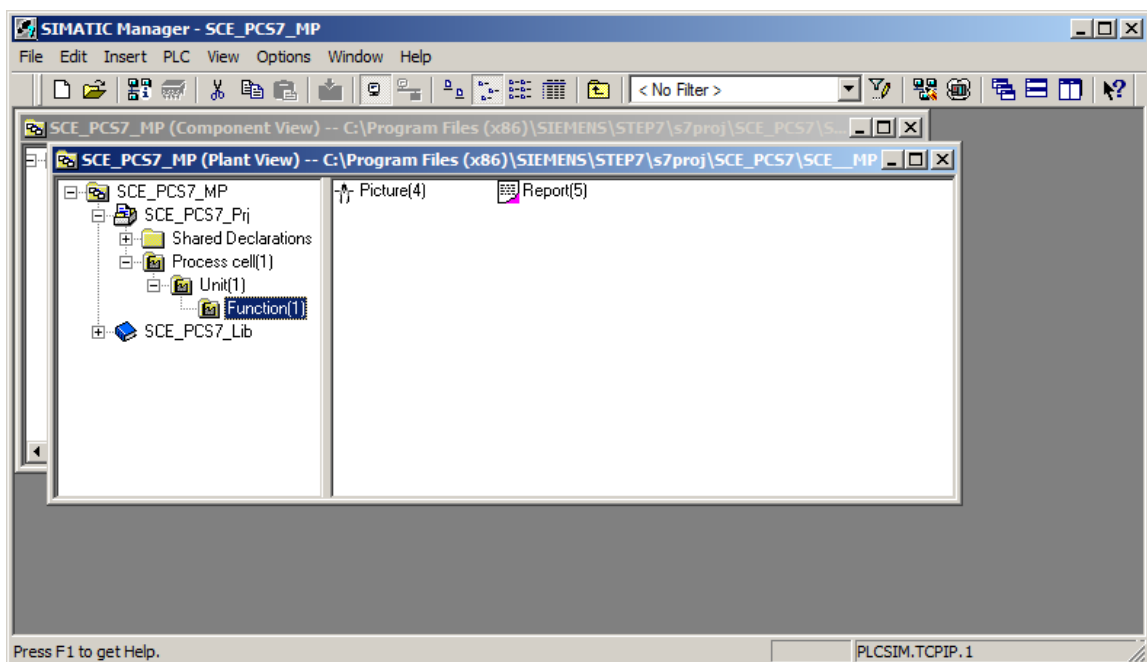 SIMATIC Manager - SCE_PCS7_MP
File Edit Insert PLC View Options Window Help
< No Filter >
SCE_PCS7_MP (Component View) -- C:\Program Files (x86)\SIEMENS\STEP7\s7proj\SCE_PCS7\S...
SCE_PCS7_MP (Plant View) -- C:\Program Files (x86)\SIEMENS\STEP7\s7proj\SCE_PCS7\SCE__MP
SCE_PCS7_MP
SCE_PCS7_Prj
Shared Declarations
Process cell(1)
Unit(1)
Function(1)
SCE_PCS7_Lib
Picture(4) Report(5)
Press F1 to get Help. PLCSIM.TCPIP.1